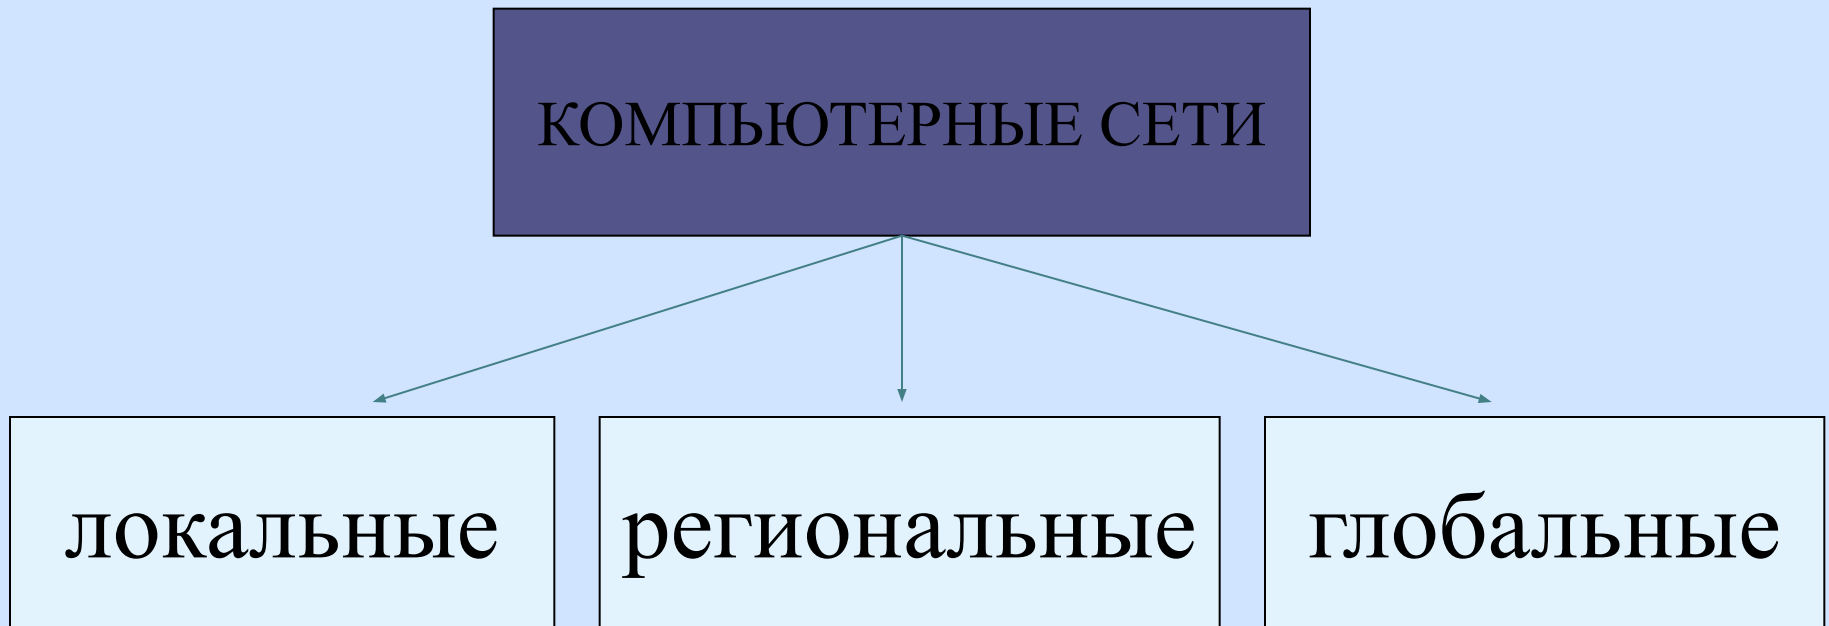 КОМПЬЮТЕРНЫЕ СЕТИ
локальные
региональные
глобальные